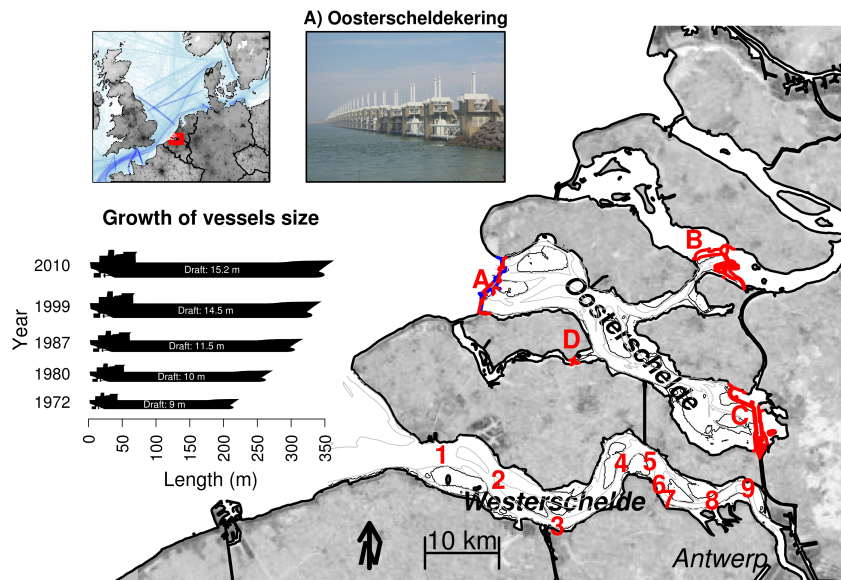 A) Oosterscheldekering
Growth of vessels size
Year
2010
Draft: 15.2 m
1999
Draft: 14.5 m
1987
Draft: 11.5 m
1980
Draft: 10 m
1972
Draft: 9 m
0
50
100
150
200
250
300
350
Length (m)
A
B
C
D
Oosterschelde
1
2
3
4
5
6
7
8
9
Westerschelde
10 km
Antwerp